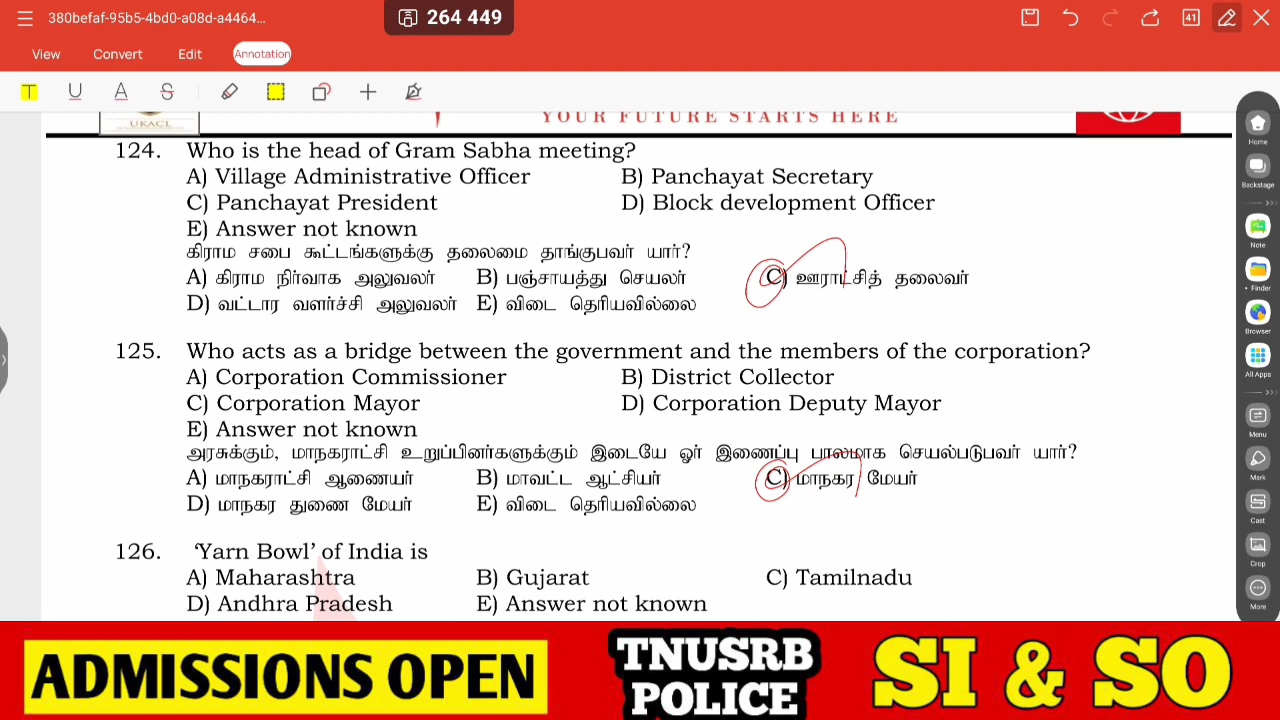 380befaf-95b5-4bd0-a08d-a4464...
264 449
41
View Convert Edit Annotation
T U A S
UKACL
YOUR FUTURE STARTS HERE
124. Who is the head of Gram Sabha meeting?
A) Village Administrative Officer B) Panchayat Secretary
C) Panchayat President D) Block development Officer
E) Answer not known
கிராம சபை கூட்டங்களுக்கு தலைமை தாங்குபவர் யார்?
A) கிராம நிர்வாக அலுவலர் B) பஞ்சாயத்து செயலர் C) ஊராட்சித் தலைவர்
D) வட்டார வளர்ச்சி அலுவலர் E) விடை தெரியவில்லை
125. Who acts as a bridge between the government and the members of the corporation?
A) Corporation Commissioner B) District Collector
C) Corporation Mayor D) Corporation Deputy Mayor
E) Answer not known
அரசுக்கும், மாநகராட்சி உறுப்பினர்களுக்கும் இடையே ஓர் இணைப்பு பாலமாக செயல்படுபவர் யார்?
A) மாநகராட்சி ஆணையர் B) மாவட்ட ஆட்சியர் C) மாநகர மேயர்
D) மாநகர துணை மேயர் E) விடை தெரியவில்லை
126. ‘Yarn Bowl’ of India is
A) Maharashtra B) Gujarat C) Tamilnadu
D) Andhra Pradesh E) Answer not known
Home
Backstage
Note
Finder
Browser
All Apps
Menu
Mark
Cast
Crop
More
ADMISSIONS OPEN
TNUSRB
POLICE
SI & SO